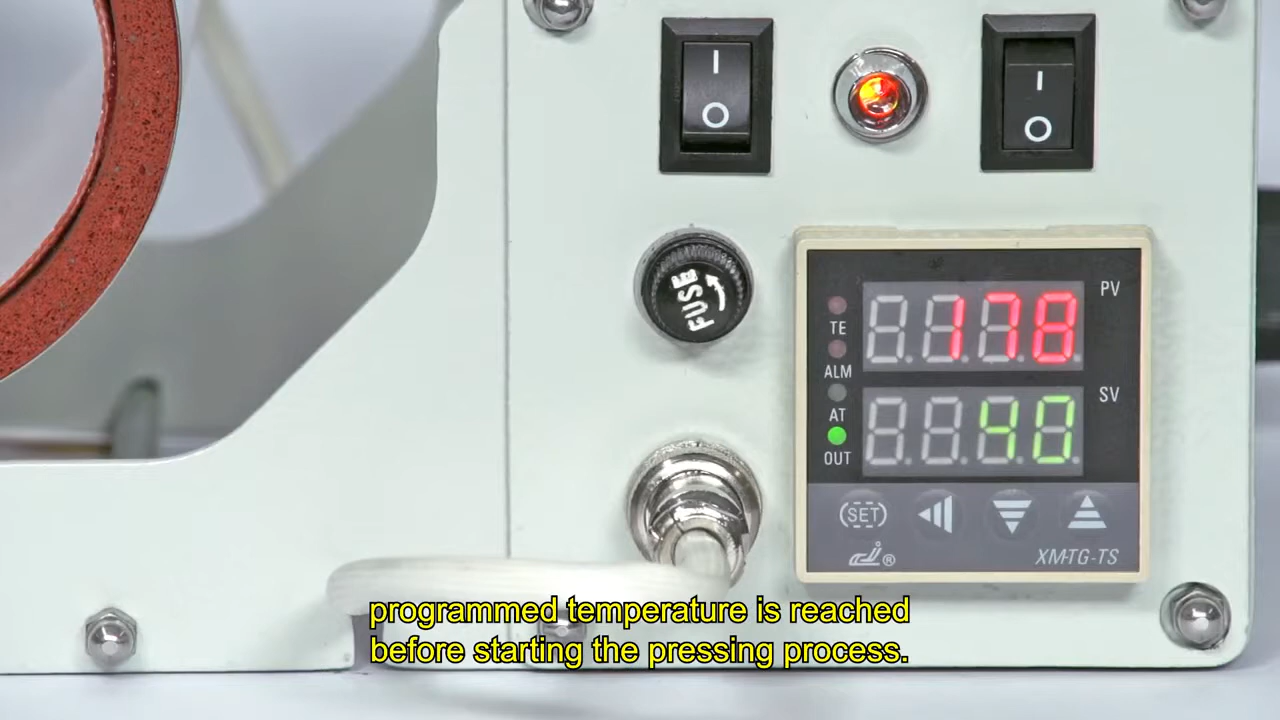 I
O
I
O
FUSE
PV
178
TE
ALM
SV
AT
40
OUT
SET
XMTG-TS
programmed temperature is reached
before starting the pressing process.